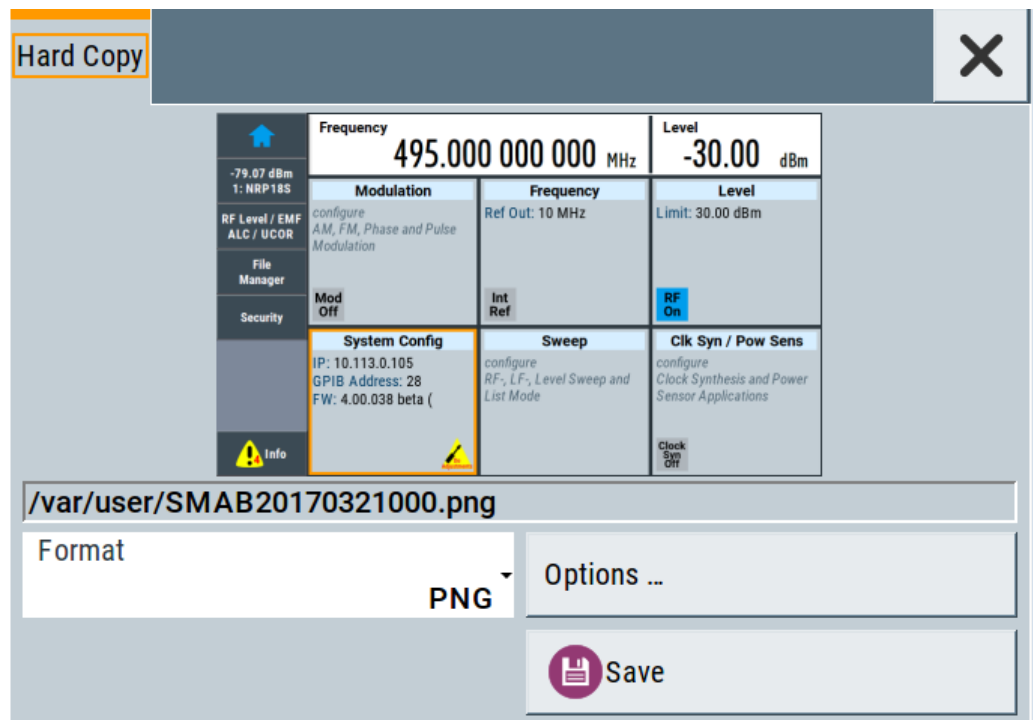 Hard Copy
Frequency
495.000 000 000 MHz
Level
-30.00 dBm
-79.07 dBm
1: NRP18S
RF Level / EMF
ALC / UCOR
File
Manager
Security
4 Info
Modulation
configure
AM, FM, Phase and Pulse
Modulation
Mod
Off
Frequency
Ref Out: 10 MHz
Int
Ref
Level
Limit: 30.00 dBm
RF
On
System Config
IP: 10.113.0.105
GPIB Address: 28
FW: 4.00.038 beta (
Sweep
configure
RF-, LF-, Level Sweep and
List Mode
Clk Syn / Pow Sens
configure
Clock Synthesis and Power
Sensor Applications
Clock
Syn
Off
/var/user/SMAB20170321000.png
Format
PNG
Options ...
Save